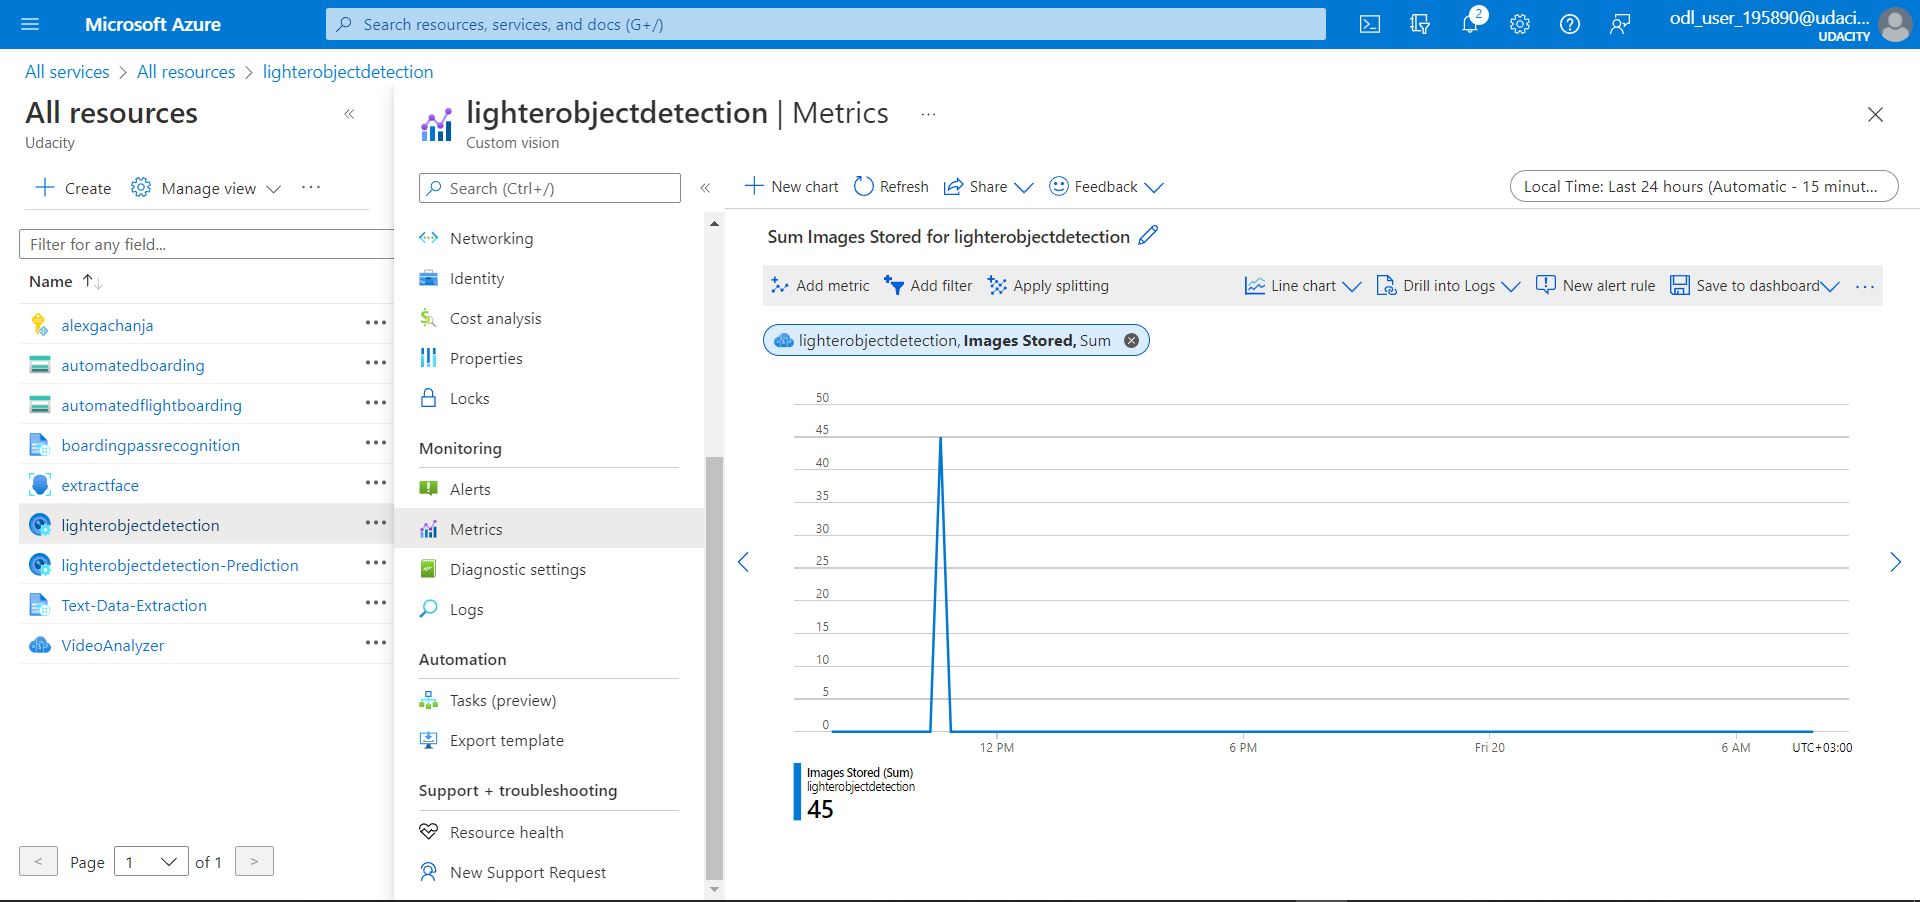 Microsoft Azure
Search resources, services, and docs (G+/)
2
odl_user_195890@udaci...
UDACITY
All services > All resources > lighterobjectdetection
All resources
Udacity
Create
Manage view
Filter for any field...
Name
alexgachanja
automatedboarding
automatedflightboarding
boardingpassrecognition
extractface
lighterobjectdetection
lighterobjectdetection-Prediction
Text-Data-Extraction
VideoAnalyzer
< Page 1 of 1 >
lighterobjectdetection | Metrics ...
Custom vision
Search (Ctrl+/)
Networking
Identity
Cost analysis
Properties
Locks
Monitoring
Alerts
Metrics
Diagnostic settings
Logs
Automation
Tasks (preview)
Export template
Support + troubleshooting
Resource health
New Support Request
New chart Refresh Share Feedback
Local Time: Last 24 hours (Automatic - 15 minut...
Sum Images Stored for lighterobjectdetection
Add metric Add filter Apply splitting Line chart Drill into Logs New alert rule Save to dashboard ...
lighterobjectdetection, Images Stored, Sum
50
45
40
35
30
25
20
15
10
5
0
12 PM 6 PM Fri 20 6 AM UTC+03:00
Images Stored (Sum)
lighterobjectdetection
45